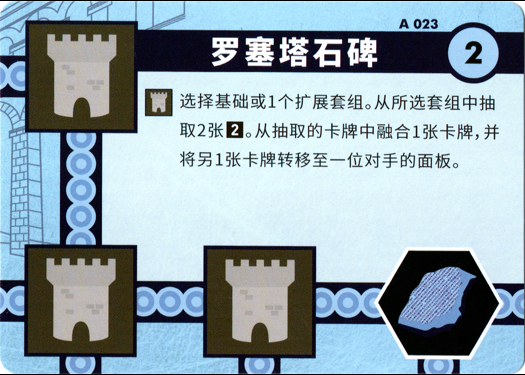 A 023
罗塞塔石碑
2
选择基础或1个扩展套组。从所选套组中抽
取2张2。从抽取的卡牌中融合1张卡牌，并
将另1张卡牌转移至一位对手的面板。